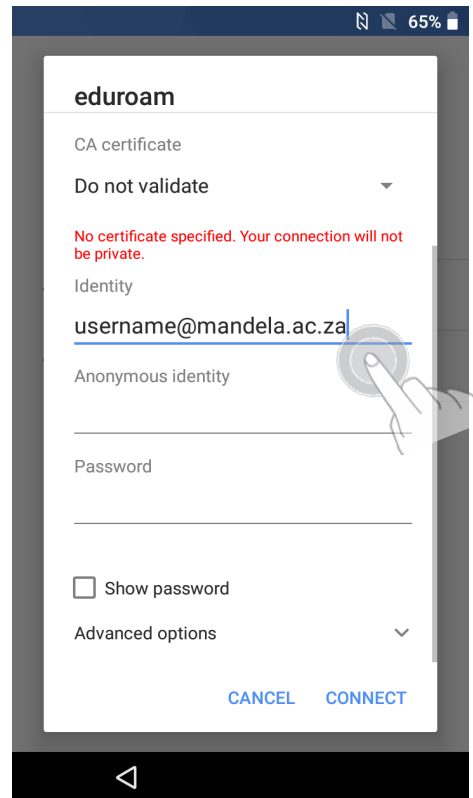 65%
eduroam
CA certificate
Do not validate
No certificate specified. Your connection will not
be private.
Identity
username@mandela.ac.za
Anonymous identity
Password
Show password
Advanced options
CANCEL CONNECT